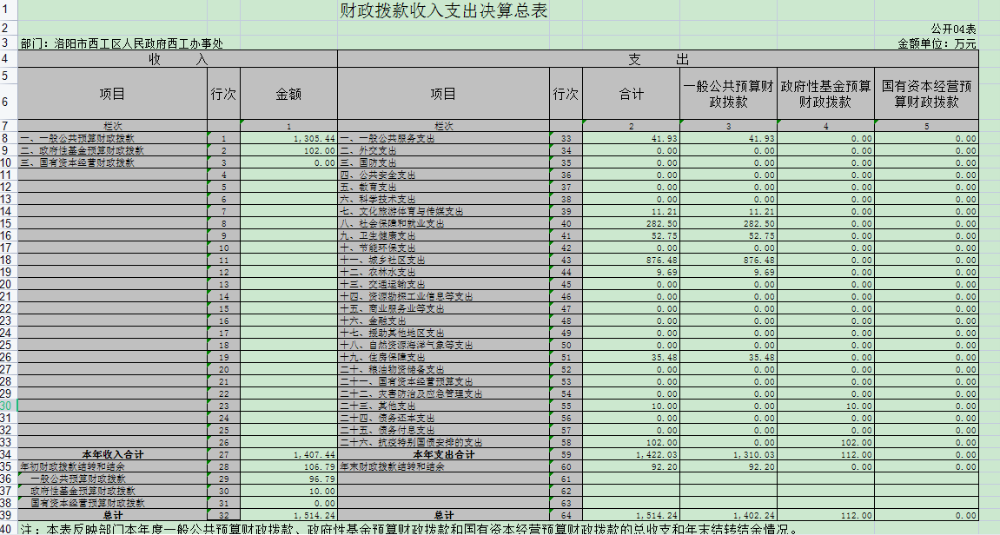 1 财政拨款收入支出决算总表
2 公开04表
3 部门：洛阳市西工区人民政府西工办事处 金额单位：万元
4 收 入 支 出
5
6 项目 行次 金额 项目 行次 合计 一般公共预算财政拨款 政府性基金预算财政拨款 国有资本经营预算财政拨款
7 栏次 1 栏次 2 3 4 5
8 一、一般公共预算财政拨款 1 1,305.44 一、一般公共服务支出 33 41.93 41.93 0.00 0.00
9 二、政府性基金预算财政拨款 2 102.00 二、外交支出 34 0.00 0.00 0.00 0.00
10 三、国有资本经营财政拨款 3 0.00 三、国防支出 35 0.00 0.00 0.00 0.00
11 4 四、公共安全支出 36 0.00 0.00 0.00 0.00
12 5 五、教育支出 37 0.00 0.00 0.00 0.00
13 6 六、科学技术支出 38 0.00 0.00 0.00 0.00
14 7 七、文化旅游体育与传媒支出 39 11.21 11.21 0.00 0.00
15 8 八、社会保障和就业支出 40 282.50 282.50 0.00 0.00
16 9 九、卫生健康支出 41 52.75 52.75 0.00 0.00
17 10 十、节能环保支出 42 0.00 0.00 0.00 0.00
18 11 十一、城乡社区支出 43 876.48 876.48 0.00 0.00
19 12 十二、农林水支出 44 9.69 9.69 0.00 0.00
20 13 十三、交通运输支出 45 0.00 0.00 0.00 0.00
21 14 十四、资源勘探工业信息等支出 46 0.00 0.00 0.00 0.00
22 15 十五、商业服务业等支出 47 0.00 0.00 0.00 0.00
23 16 十六、金融支出 48 0.00 0.00 0.00 0.00
24 17 十七、援助其他地区支出 49 0.00 0.00 0.00 0.00
25 18 十八、自然资源海洋气象等支出 50 0.00 0.00 0.00 0.00
26 19 十九、住房保障支出 51 35.48 35.48 0.00 0.00
27 20 二十、粮油物资储备支出 52 0.00 0.00 0.00 0.00
28 21 二十一、国有资本经营预算支出 53 0.00 0.00 0.00 0.00
29 22 二十二、灾害防治及应急管理支出 54 0.00 0.00 0.00 0.00
30 23 二十三、其他支出 55 10.00 0.00 10.00 0.00
31 24 二十四、债务还本支出 56 0.00 0.00 0.00 0.00
32 25 二十五、债务付息支出 57 0.00 0.00 0.00 0.00
33 26 二十六、抗疫特别国债安排的支出 58 102.00 0.00 102.00 0.00
34 本年收入合计 27 1,407.44 本年支出合计 59 1,422.03 1,310.03 112.00 0.00
35 年初财政拨款结转和结余 28 106.79 年末财政拨款结转和结余 60 92.20 92.20 0.00 0.00
36 一般公共预算财政拨款 29 96.79 61
37 政府性基金预算财政拨款 30 10.00 62
38 国有资本经营预算财政拨款 31 0.00 63
39 总计 32 1,514.24 总计 64 1,514.24 1,402.24 112.00 0.00
40 注：本表反映部门本年度一般公共预算财政拨款、政府性基金预算财政拨款和国有资本经营预算财政拨款的总收支和年末结转结余情况。